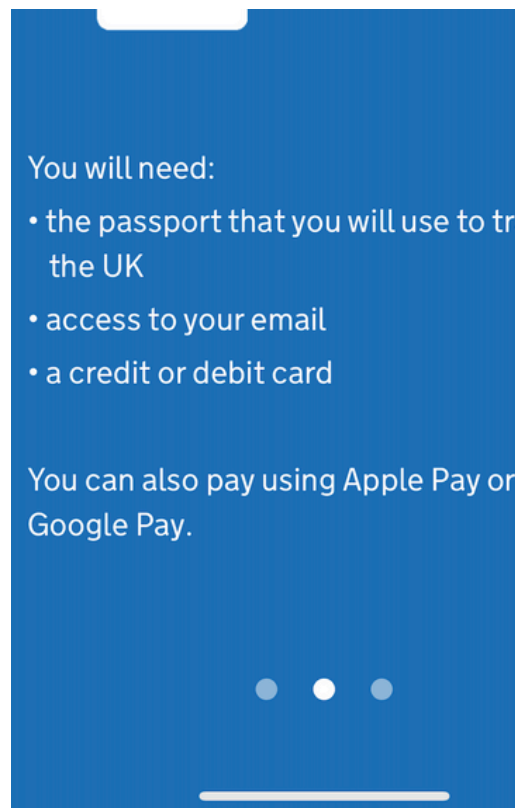 You will need:
• the passport that you will use to tr
the UK
• access to your email
• a credit or debit card
You can also pay using Apple Pay or
Google Pay.